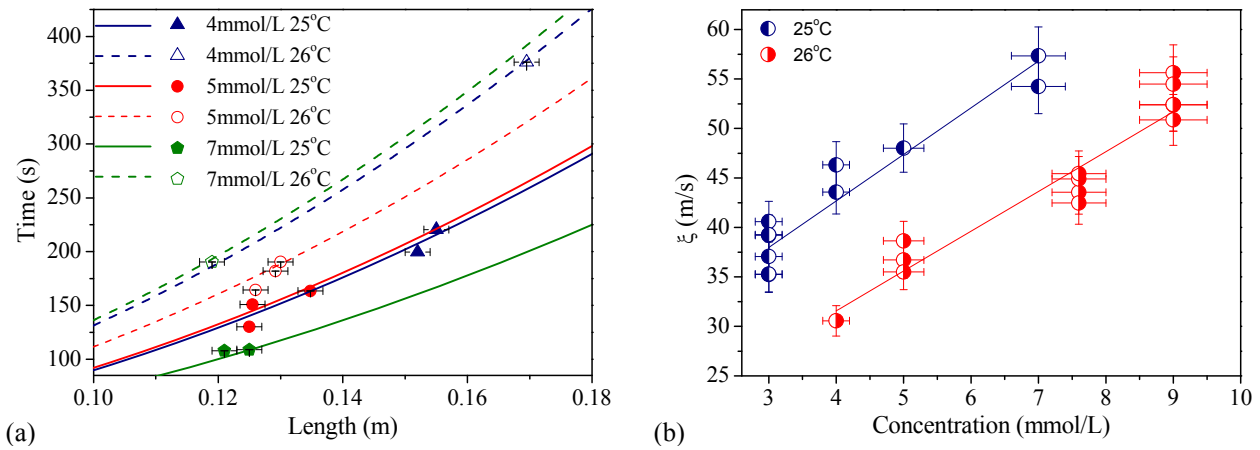 400
350
300
250
200
150
100
Time (s)
4mmol/L 25°C
4mmol/L 26°C
5mmol/L 25°C
5mmol/L 26°C
7mmol/L 25°C
7mmol/L 26°C
0.10 0.12 0.14 0.16 0.18
Length (m)
(a)
60
55
50
45
40
35
30
25
ξ (m/s)
25°C
26°C
3 4 5 6 7 8 9 10
Concentration (mmol/L)
(b)